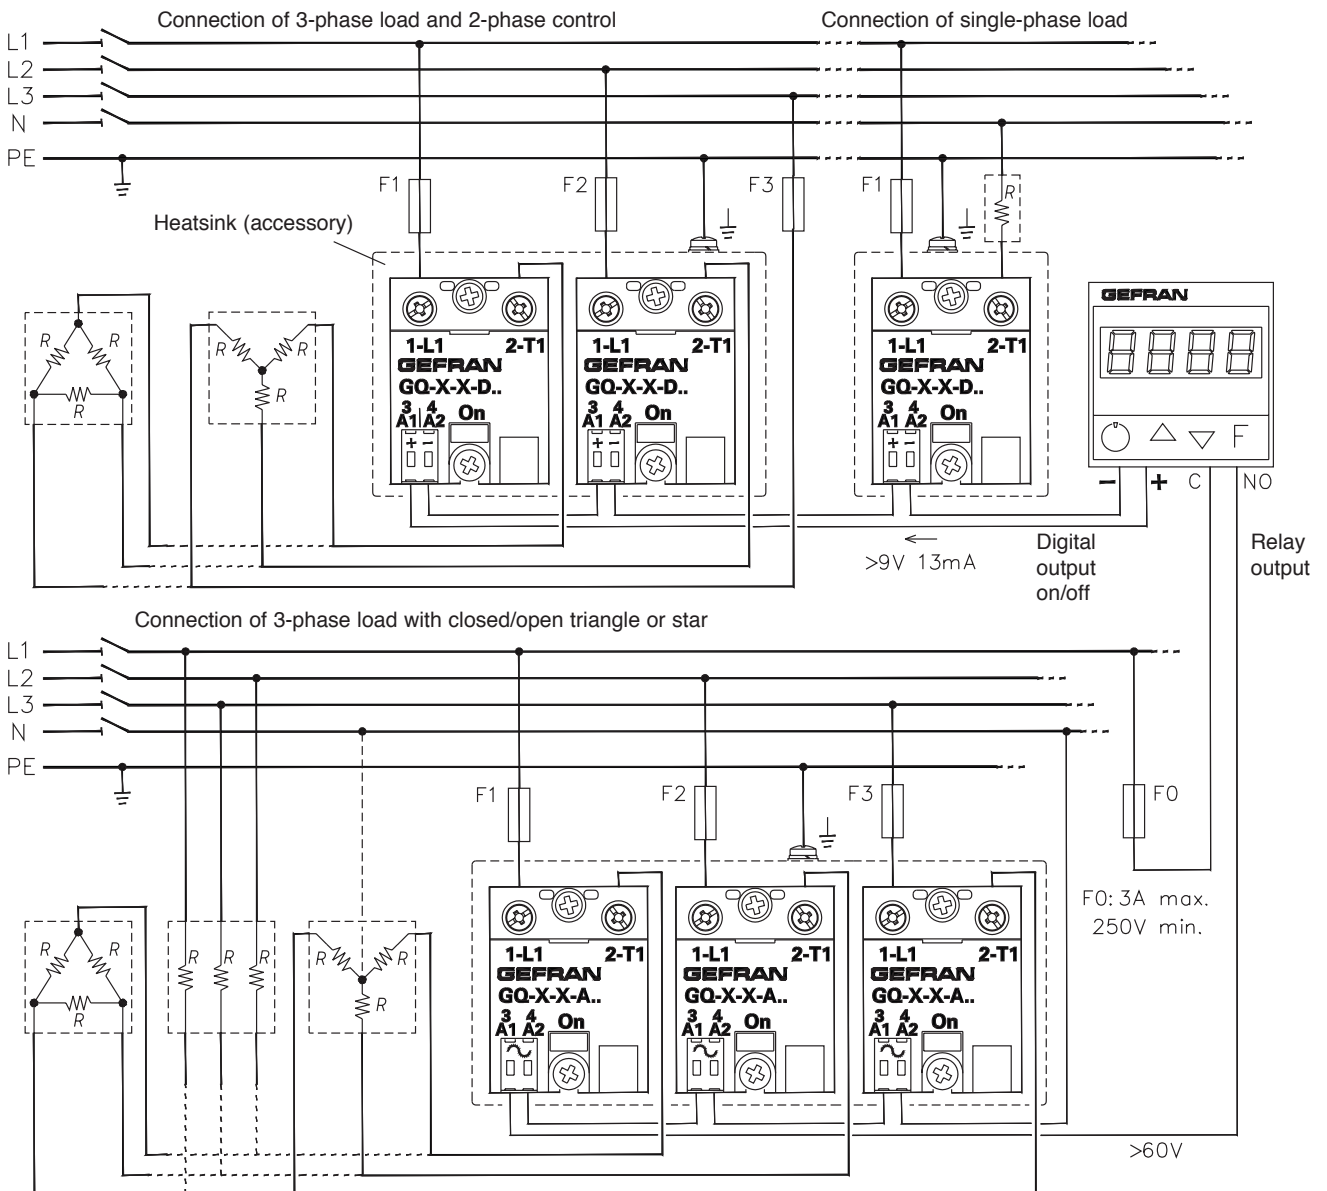 Connection of 3-phase load and 2-phase control
Connection of single-phase load
L1
L2
L3
N
PE
F1
F2
F3
F1
R
Heatsink (accessory)
R
R
R
R
R
R
1-L1 2-T1
GEFRAN
GQ-X-X-D..
3 4
A1 A2 On
+ −
1-L1 2-T1
GEFRAN
GQ-X-X-D..
3 4
A1 A2 On
+ −
1-L1 2-T1
GEFRAN
GQ-X-X-D..
3 4
A1 A2 On
+ −
GEFRAN
8888
F
− + C NO
>9V 13mA
Digital
output
on/off
Relay
output
Connection of 3-phase load with closed/open triangle or star
L1
L2
L3
N
PE
F1
F2
F3
F0
F0: 3A max.
250V min.
R
R
R
R
R
R
R
R
R
1-L1 2-T1
GEFRAN
GQ-X-X-A..
3 4
A1 A2 On
1-L1 2-T1
GEFRAN
GQ-X-X-A..
3 4
A1 A2 On
1-L1 2-T1
GEFRAN
GQ-X-X-A..
3 4
A1 A2 On
>60V